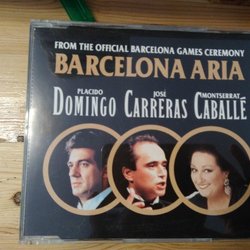 FROM THE OFFICIAL BARCELONA GAMES CEREMONY
BARCELONA ARIA
PLACIDO JOSÉ MONTSERRAT
DOMINGO CARRERAS CABALLÉ